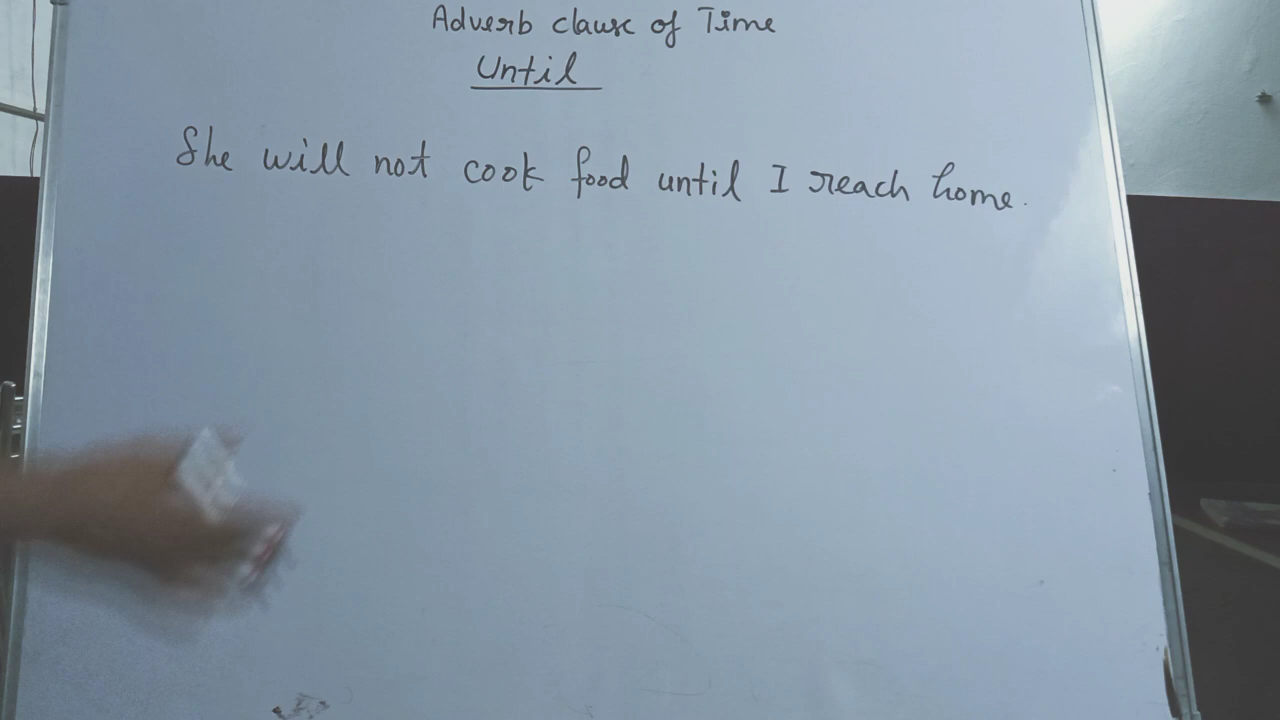 Adverb clause of Time
Until
She will not cook food until I reach home.